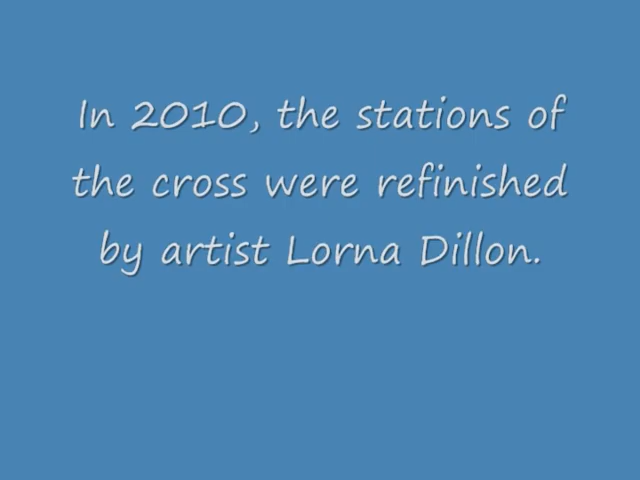 In 2010, the stations of
the cross were refinished
by artist Lorna Dillon.